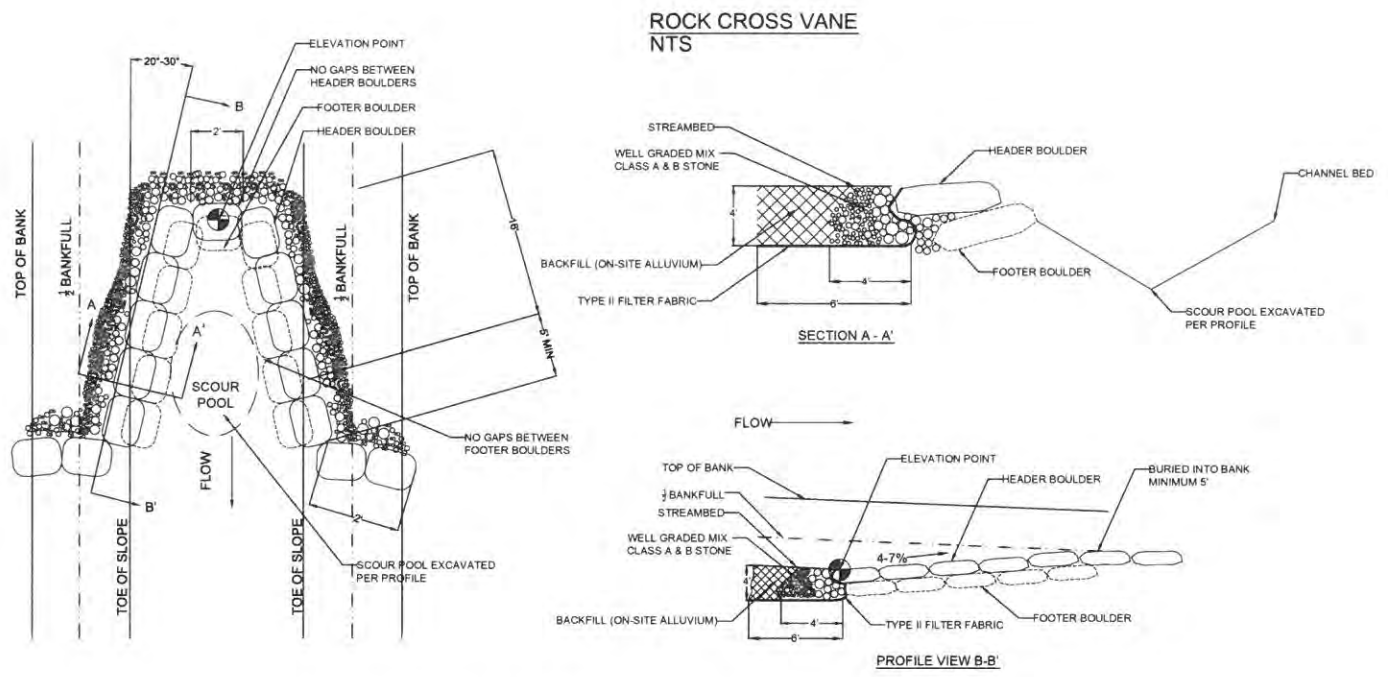 ROCK CROSS VANE
NTS
ELEVATION POINT
20°-30°
NO GAPS BETWEEN
HEADER BOULDERS
B
FOOTER BOULDER
2'
HEADER BOULDER
TOP OF BANK
½ BANKFULL
½ BANKFULL
TOP OF BANK
16'
5' MIN
A
A'
SCOUR
POOL
FLOW
NO GAPS BETWEEN
FOOTER BOULDERS
B'
2'
TOE OF SLOPE
TOE OF SLOPE
SCOUR POOL EXCAVATED
PER PROFILE
STREAMBED
WELL GRADED MIX
CLASS A & B STONE
HEADER BOULDER
CHANNEL BED
4'
BACKFILL (ON-SITE ALLUVIUM)
FOOTER BOULDER
4'
TYPE II FILTER FABRIC
6'
SCOUR POOL EXCAVATED
PER PROFILE
SECTION A - A'
FLOW
TOP OF BANK
ELEVATION POINT
HEADER BOULDER
BURIED INTO BANK
MINIMUM 5'
½ BANKFULL
STREAMBED
WELL GRADED MIX
CLASS A & B STONE
4-7%
4'
BACKFILL (ON-SITE ALLUVIUM)
4'
TYPE II FILTER FABRIC
FOOTER BOULDER
6'
PROFILE VIEW B-B'